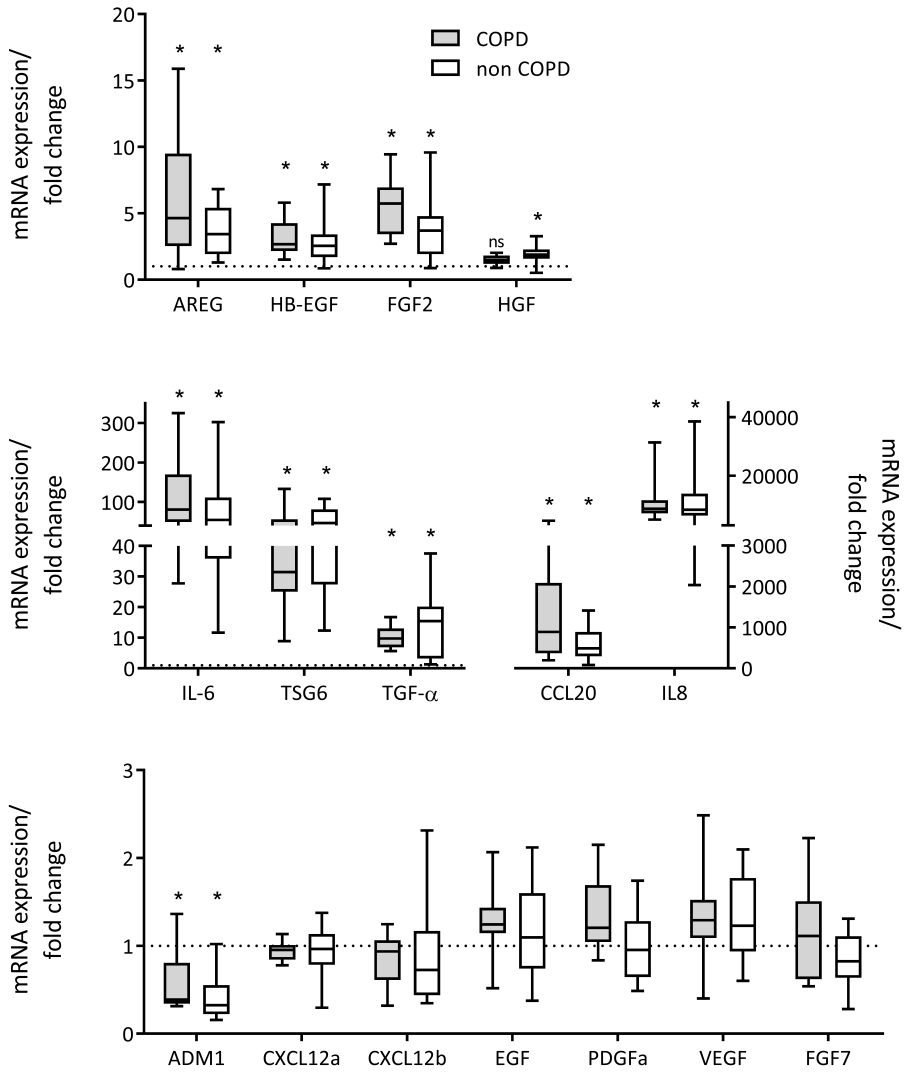 20
15
10
5
0
mRNA expression/
fold change
COPD
non COPD
* * * * * * ns *
AREG HB-EGF FGF2 HGF
300
200
100
40
30
20
10
0
mRNA expression/
fold change
* * * * * *
IL-6 TSG6 TGF-α
* * * *
CCL20 IL8
40000
20000
3000
2000
1000
0
mRNA expression/
fold change
3
2
1
0
mRNA expression/
fold change
* *
ADM1 CXCL12a CXCL12b EGF PDGFa VEGF FGF7